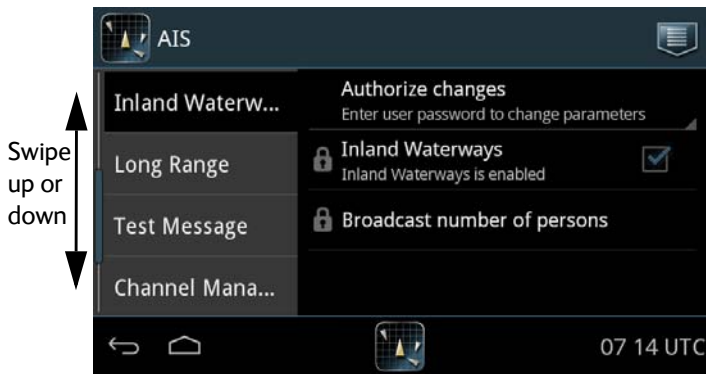 AIS
Swipe
up or
down
Inland Waterw...
Long Range
Test Message
Channel Mana...
Authorize changes
Enter user password to change parameters
Inland Waterways
Inland Waterways is enabled
Broadcast number of persons
07 14 UTC